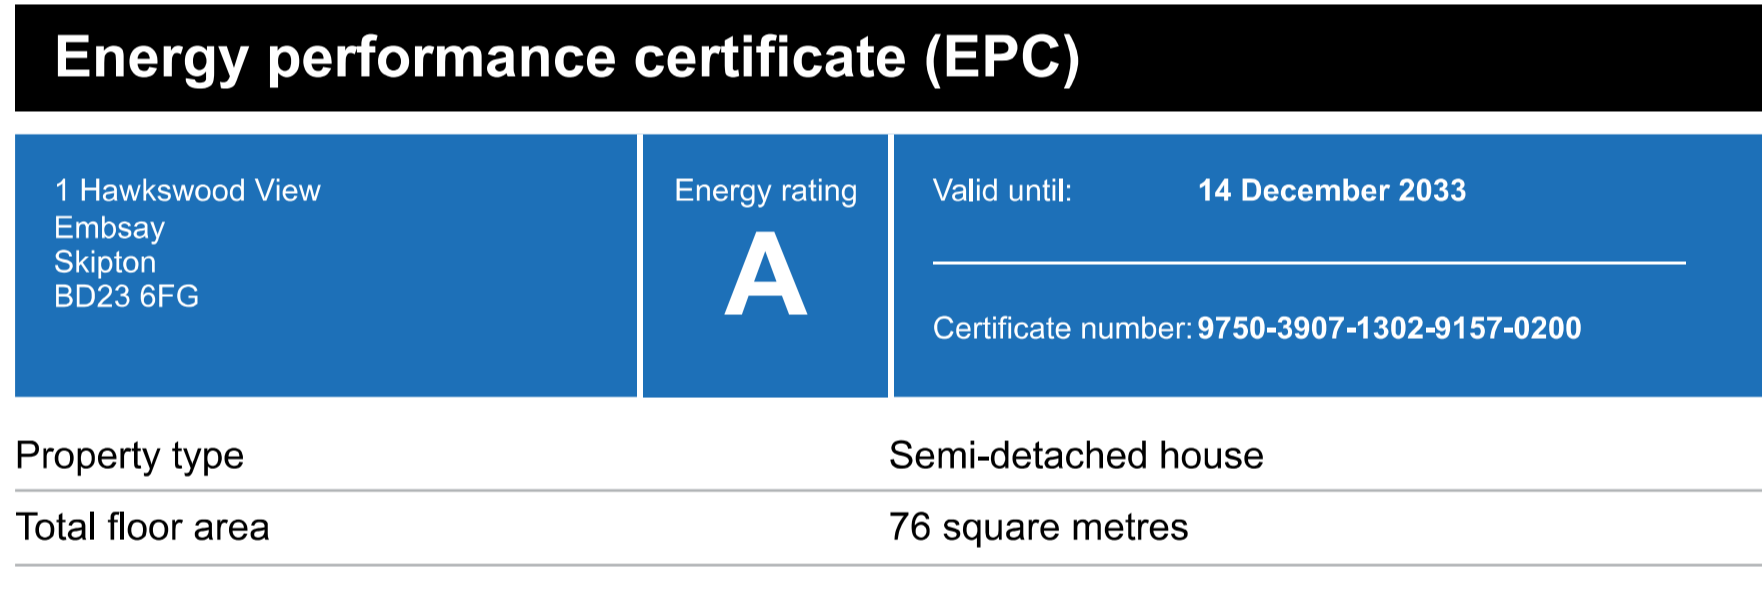 Energy performance certificate (EPC)
1 Hawkswood View
Embsay
Skipton
BD23 6FG
Energy rating
A
Valid until: 14 December 2033
Certificate number: 9750-3907-1302-9157-0200
Property type Semi-detached house
Total floor area 76 square metres